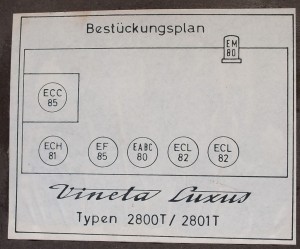 Bestückungsplan
EM
80
ECC
85
ECH
81
EF
85
EABC
80
ECL
82
ECL
82
Vineta Luxus
Typen 2800T/2801T